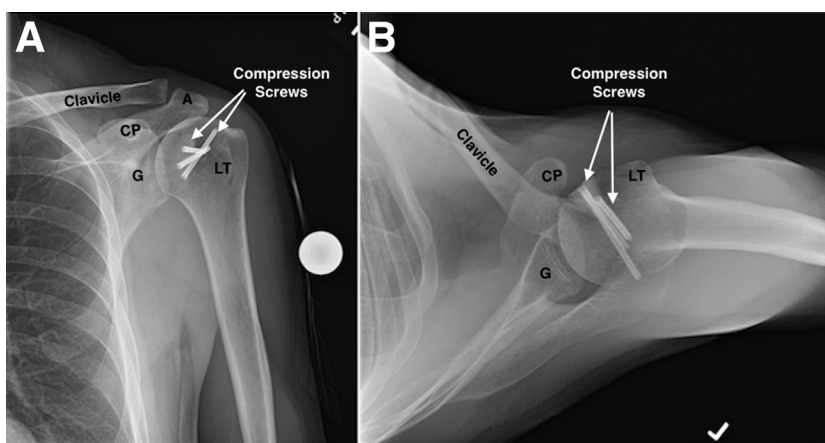 A
Compression
Screws
Clavicle
A
CP
G
LT
B
Compression
Screws
Clavicle
CP
LT
G